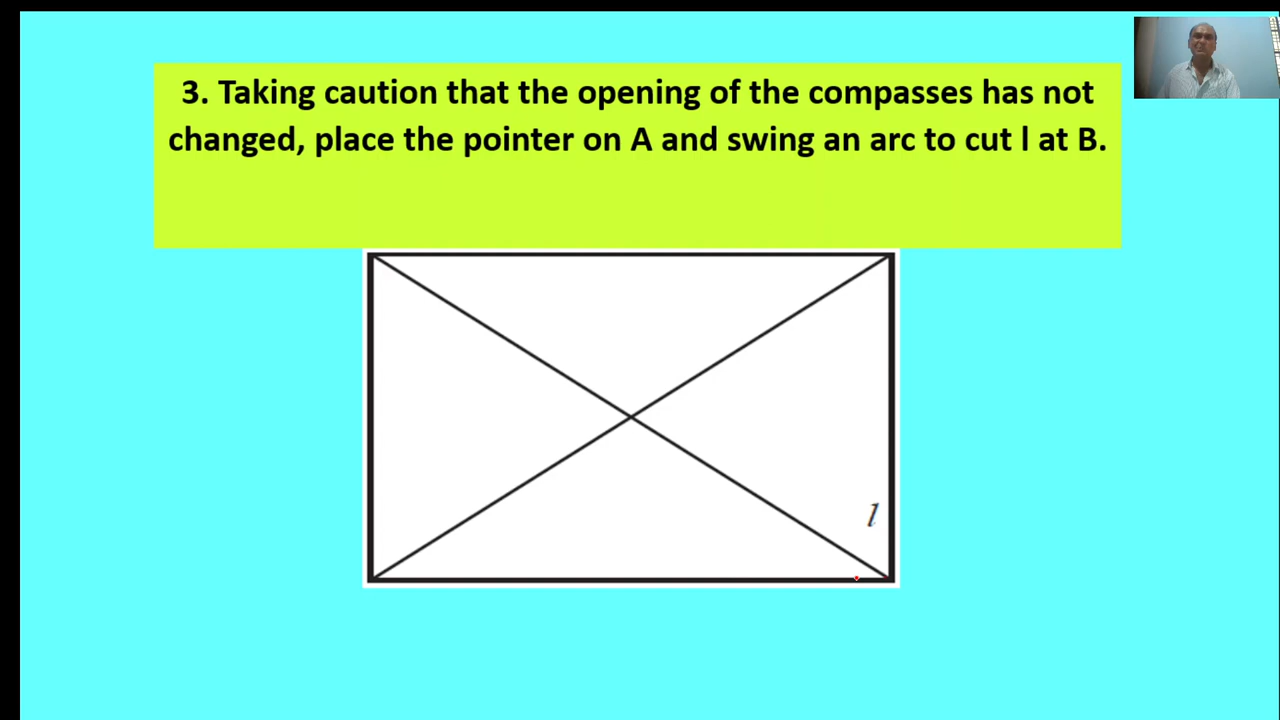 3. Taking caution that the opening of the compasses has not
changed, place the pointer on A and swing an arc to cut l at B.
l